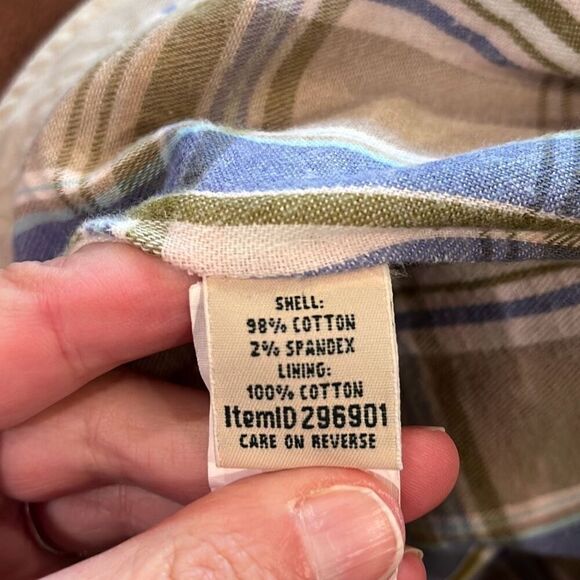 SHELL:
98% COTTON
2% SPANDEX
LINING:
100% COTTON
ItemID 296901
CARE ON REVERSE